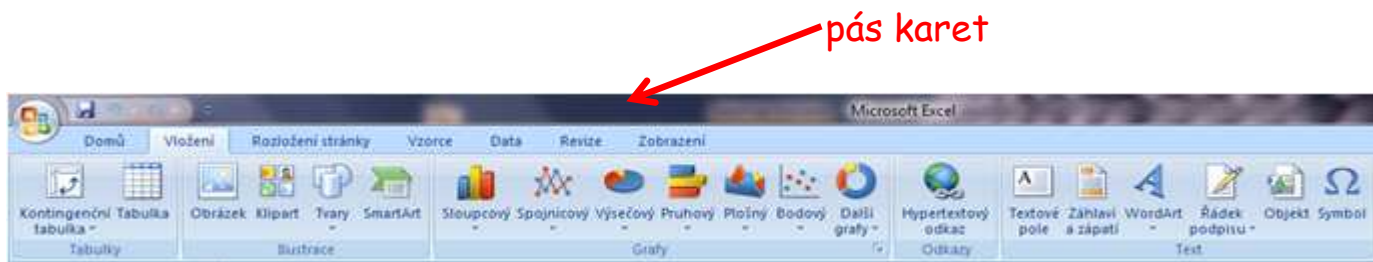 pás karet
Microsoft Excel
Domů Vložení Rozložení stránky Vzorce Data Revize Zobrazení
Kontingenční tabulka Tabulka Obrázek Klipart Tvary SmartArt Sloupcový Spojnicový Výsečový Pruhový Plošný Bodový Další grafy Hypertextový odkaz Textové pole Záhlaví a zápatí WordArt Řádek podpisu Objekt Symbol
Tabulky Ilustrace Grafy Odkazy Text